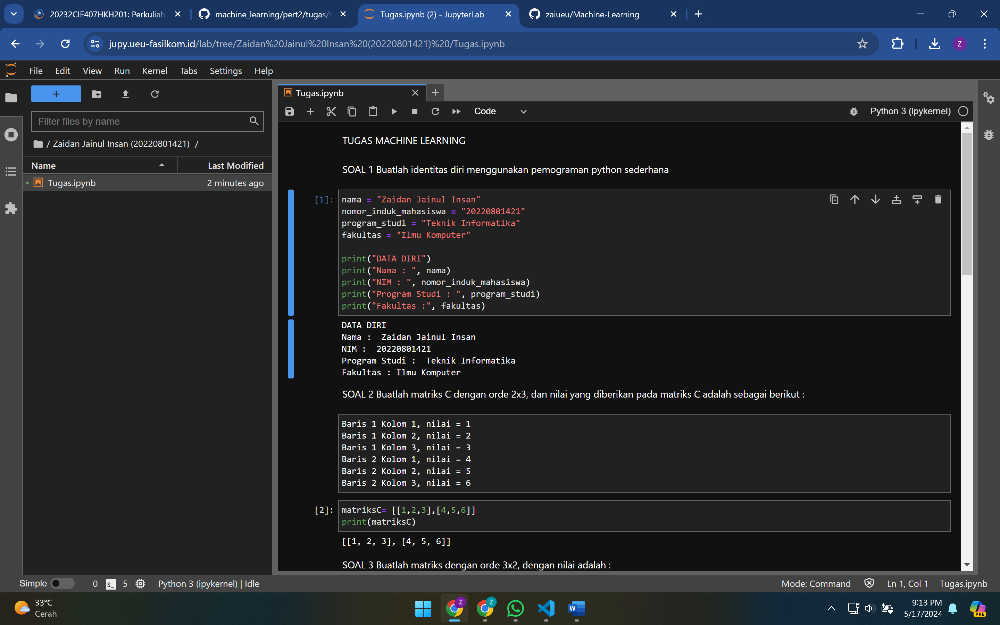 20232CIE407HKH201: Perkuliah
machine_learning/pert2/tugas/t
Tugas.ipynb (2) - JupyterLab
zaiueu/Machine-Learning
jupy.ueu-fasilkom.id/lab/tree/Zaidan%20Jainul%20Insan%20(20220801421)%20/Tugas.ipynb
Z
File Edit View Run Kernel Tabs Settings Help
Filter files by name
/ Zaidan Jainul Insan (20220801421) /
Name Last Modified
Tugas.ipynb 2 minutes ago
Tugas.ipynb
Code
Python 3 (ipykernel)
TUGAS MACHINE LEARNING
SOAL 1 Buatlah identitas diri menggunakan pemograman python sederhana
[1]: nama = "Zaidan Jainul Insan"
nomor_induk_mahasiswa = "20220801421"
program_studi = "Teknik Informatika"
fakultas = "Ilmu Komputer"
print("DATA DIRI")
print("Nama : ", nama)
print("NIM : ", nomor_induk_mahasiswa)
print("Program Studi : ", program_studi)
print("Fakultas :", fakultas)
DATA DIRI
Nama :  Zaidan Jainul Insan
NIM :  20220801421
Program Studi :  Teknik Informatika
Fakultas : Ilmu Komputer
SOAL 2 Buatlah matriks C dengan orde 2x3, dan nilai yang diberikan pada matriks C adalah sebagai berikut :
Baris 1 Kolom 1, nilai = 1
Baris 1 Kolom 2, nilai = 2
Baris 1 Kolom 3, nilai = 3
Baris 2 Kolom 1, nilai = 4
Baris 2 Kolom 2, nilai = 5
Baris 2 Kolom 3, nilai = 6
[2]: matriksC= [[1,2,3],[4,5,6]]
print(matriksC)
[[1, 2, 3], [4, 5, 6]]
SOAL 3 Buatlah matriks dengan orde 3x2, dengan nilai adalah :
Simple 0 $_ 5 Python 3 (ipykernel) | Idle
Mode: Command Ln 1, Col 1 Tugas.ipynb
33°C
Cerah
Z
Z
W
9:13 PM
5/17/2024
PRE